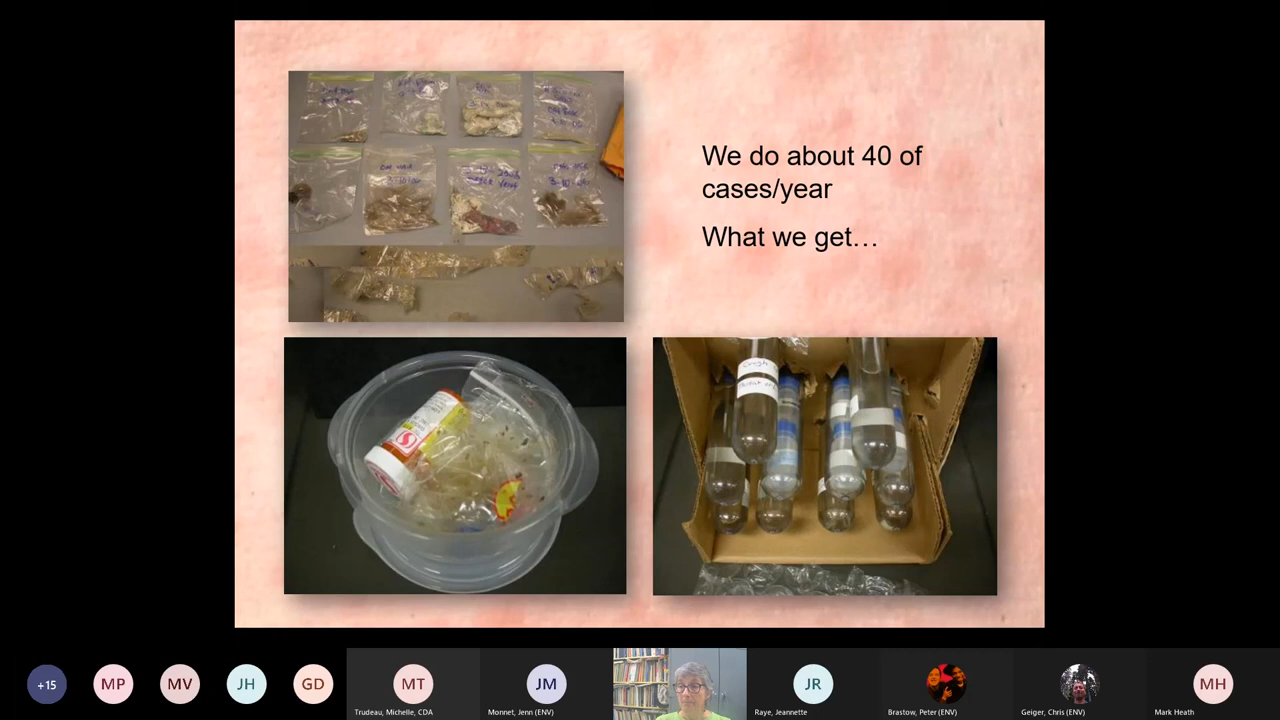 We do about 40 of
cases/year
What we get…
+15
MP
MV
JH
GD
MT
JM
JR
MH
Trudeau, Michelle, CDA
Monnet, Jenn (ENV)
Raye, Jeannette
Brastow, Peter (ENV)
Geiger, Chris (ENV)
Mark Heath